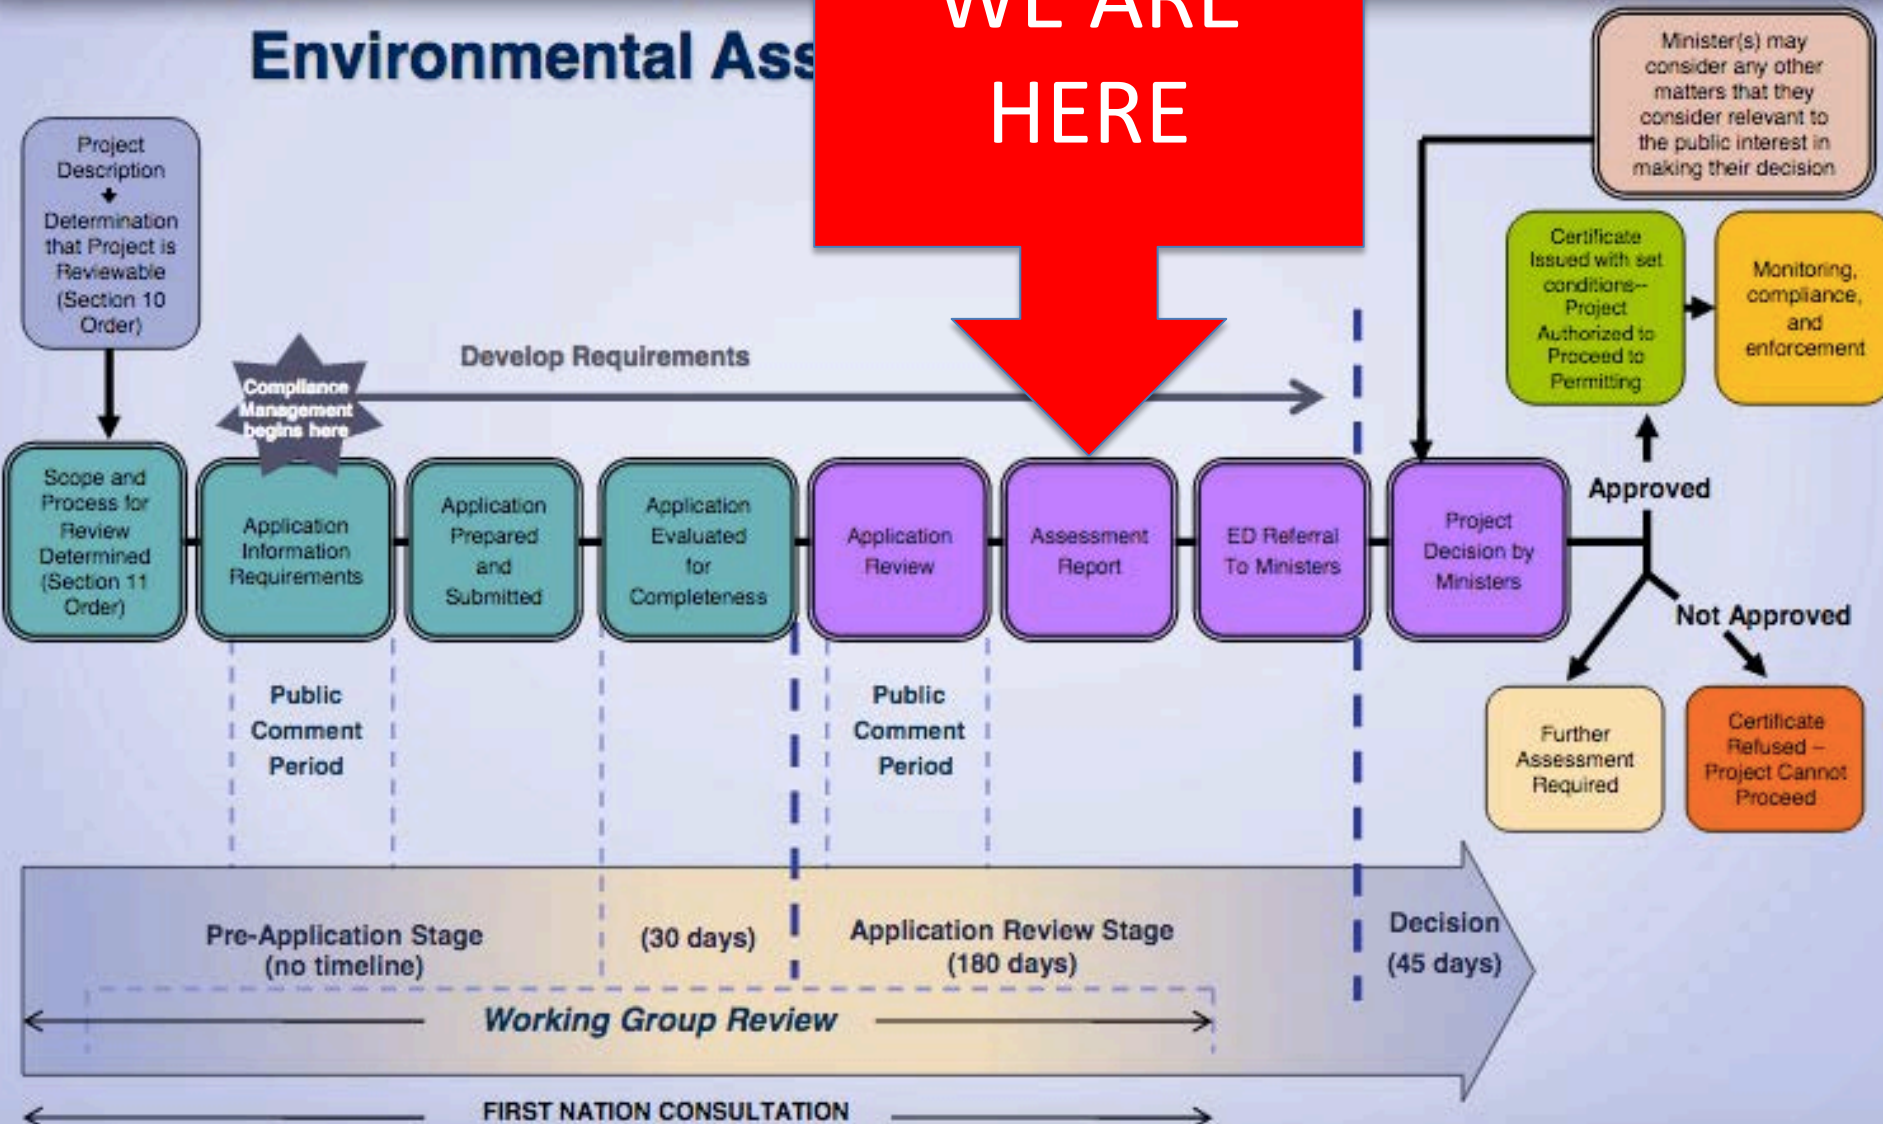 WE ARE
HERE
Environmental Ass
Minister(s) may
consider any other
matters that they
consider relevant to
the public interest in
making their decision
Project
Description
Determination
that Project is
Reviewable
(Section 10
Order)
Certificate
Issued with set
conditions--
Project
Authorized to
Proceed to
Permitting
Monitoring,
compliance,
and
enforcement
Compliance
Management
begins here
Develop Requirements
Scope and
Process for
Review
Determined
(Section 11
Order)
Application
Information
Requirements
Application
Prepared
and
Submitted
Application
Evaluated
for
Completeness
Application
Review
Assessment
Report
ED Referral
To Ministers
Project
Decision by
Ministers
Approved
Not Approved
Further
Assessment
Required
Certificate
Refused –
Project Cannot
Proceed
Public
Comment
Period
Public
Comment
Period
Pre-Application Stage
(no timeline)
(30 days)
Application Review Stage
(180 days)
Decision
(45 days)
Working Group Review
FIRST NATION CONSULTATION